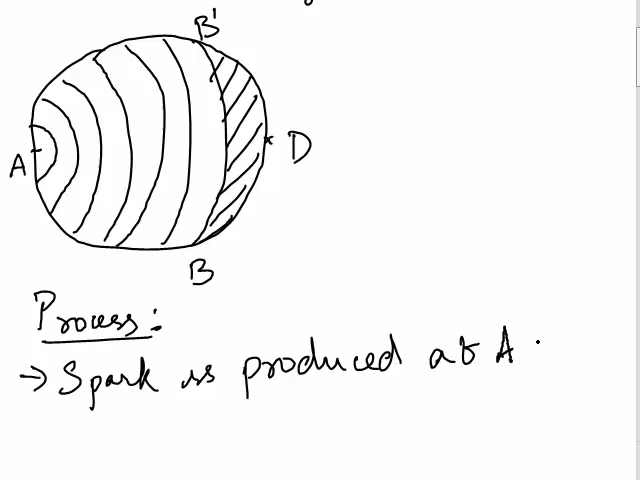 B'
A
D
B
Process:
→ Spark is produced at A.